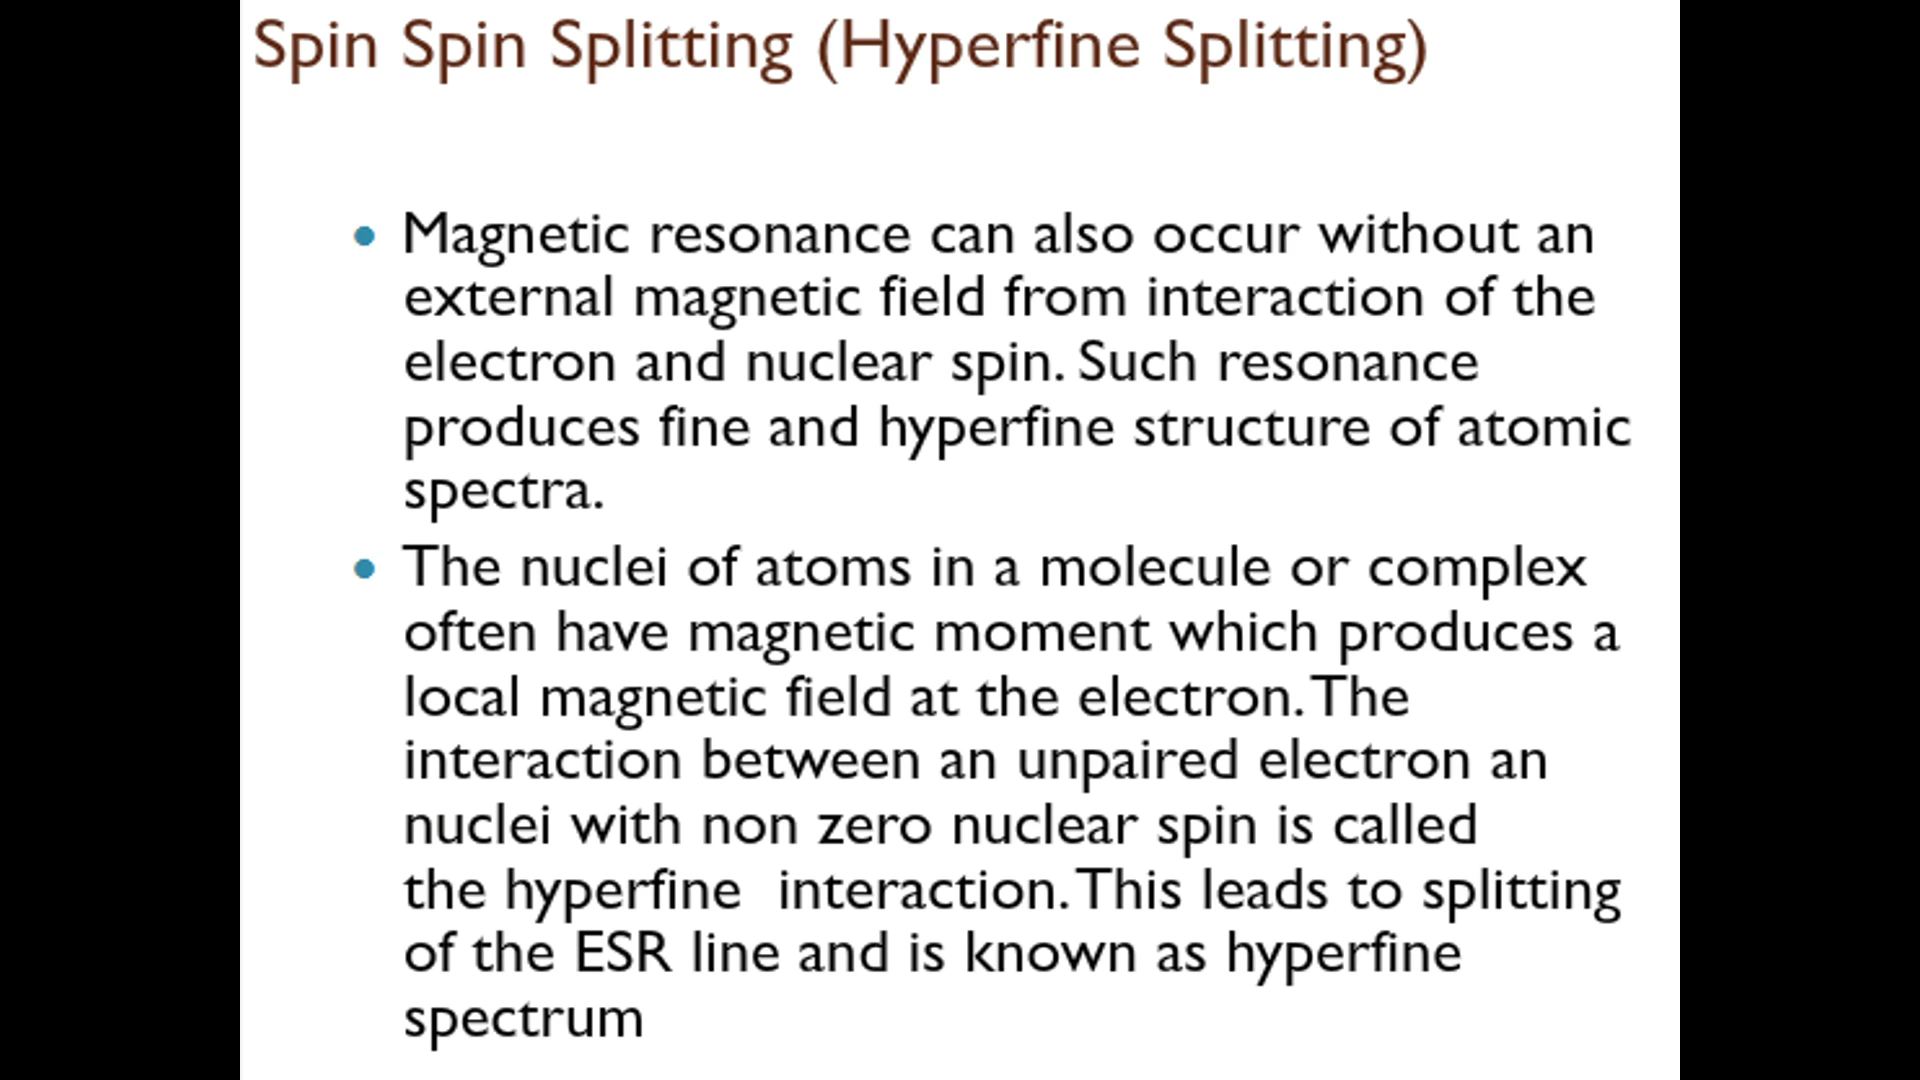 Spin Spin Splitting (Hyperfine Splitting)
• Magnetic resonance can also occur without an
external magnetic field from interaction of the
electron and nuclear spin. Such resonance
produces fine and hyperfine structure of atomic
spectra.
• The nuclei of atoms in a molecule or complex
often have magnetic moment which produces a
local magnetic field at the electron. The
interaction between an unpaired electron an
nuclei with non zero nuclear spin is called
the hyperfine  interaction. This leads to splitting
of the ESR line and is known as hyperfine
spectrum